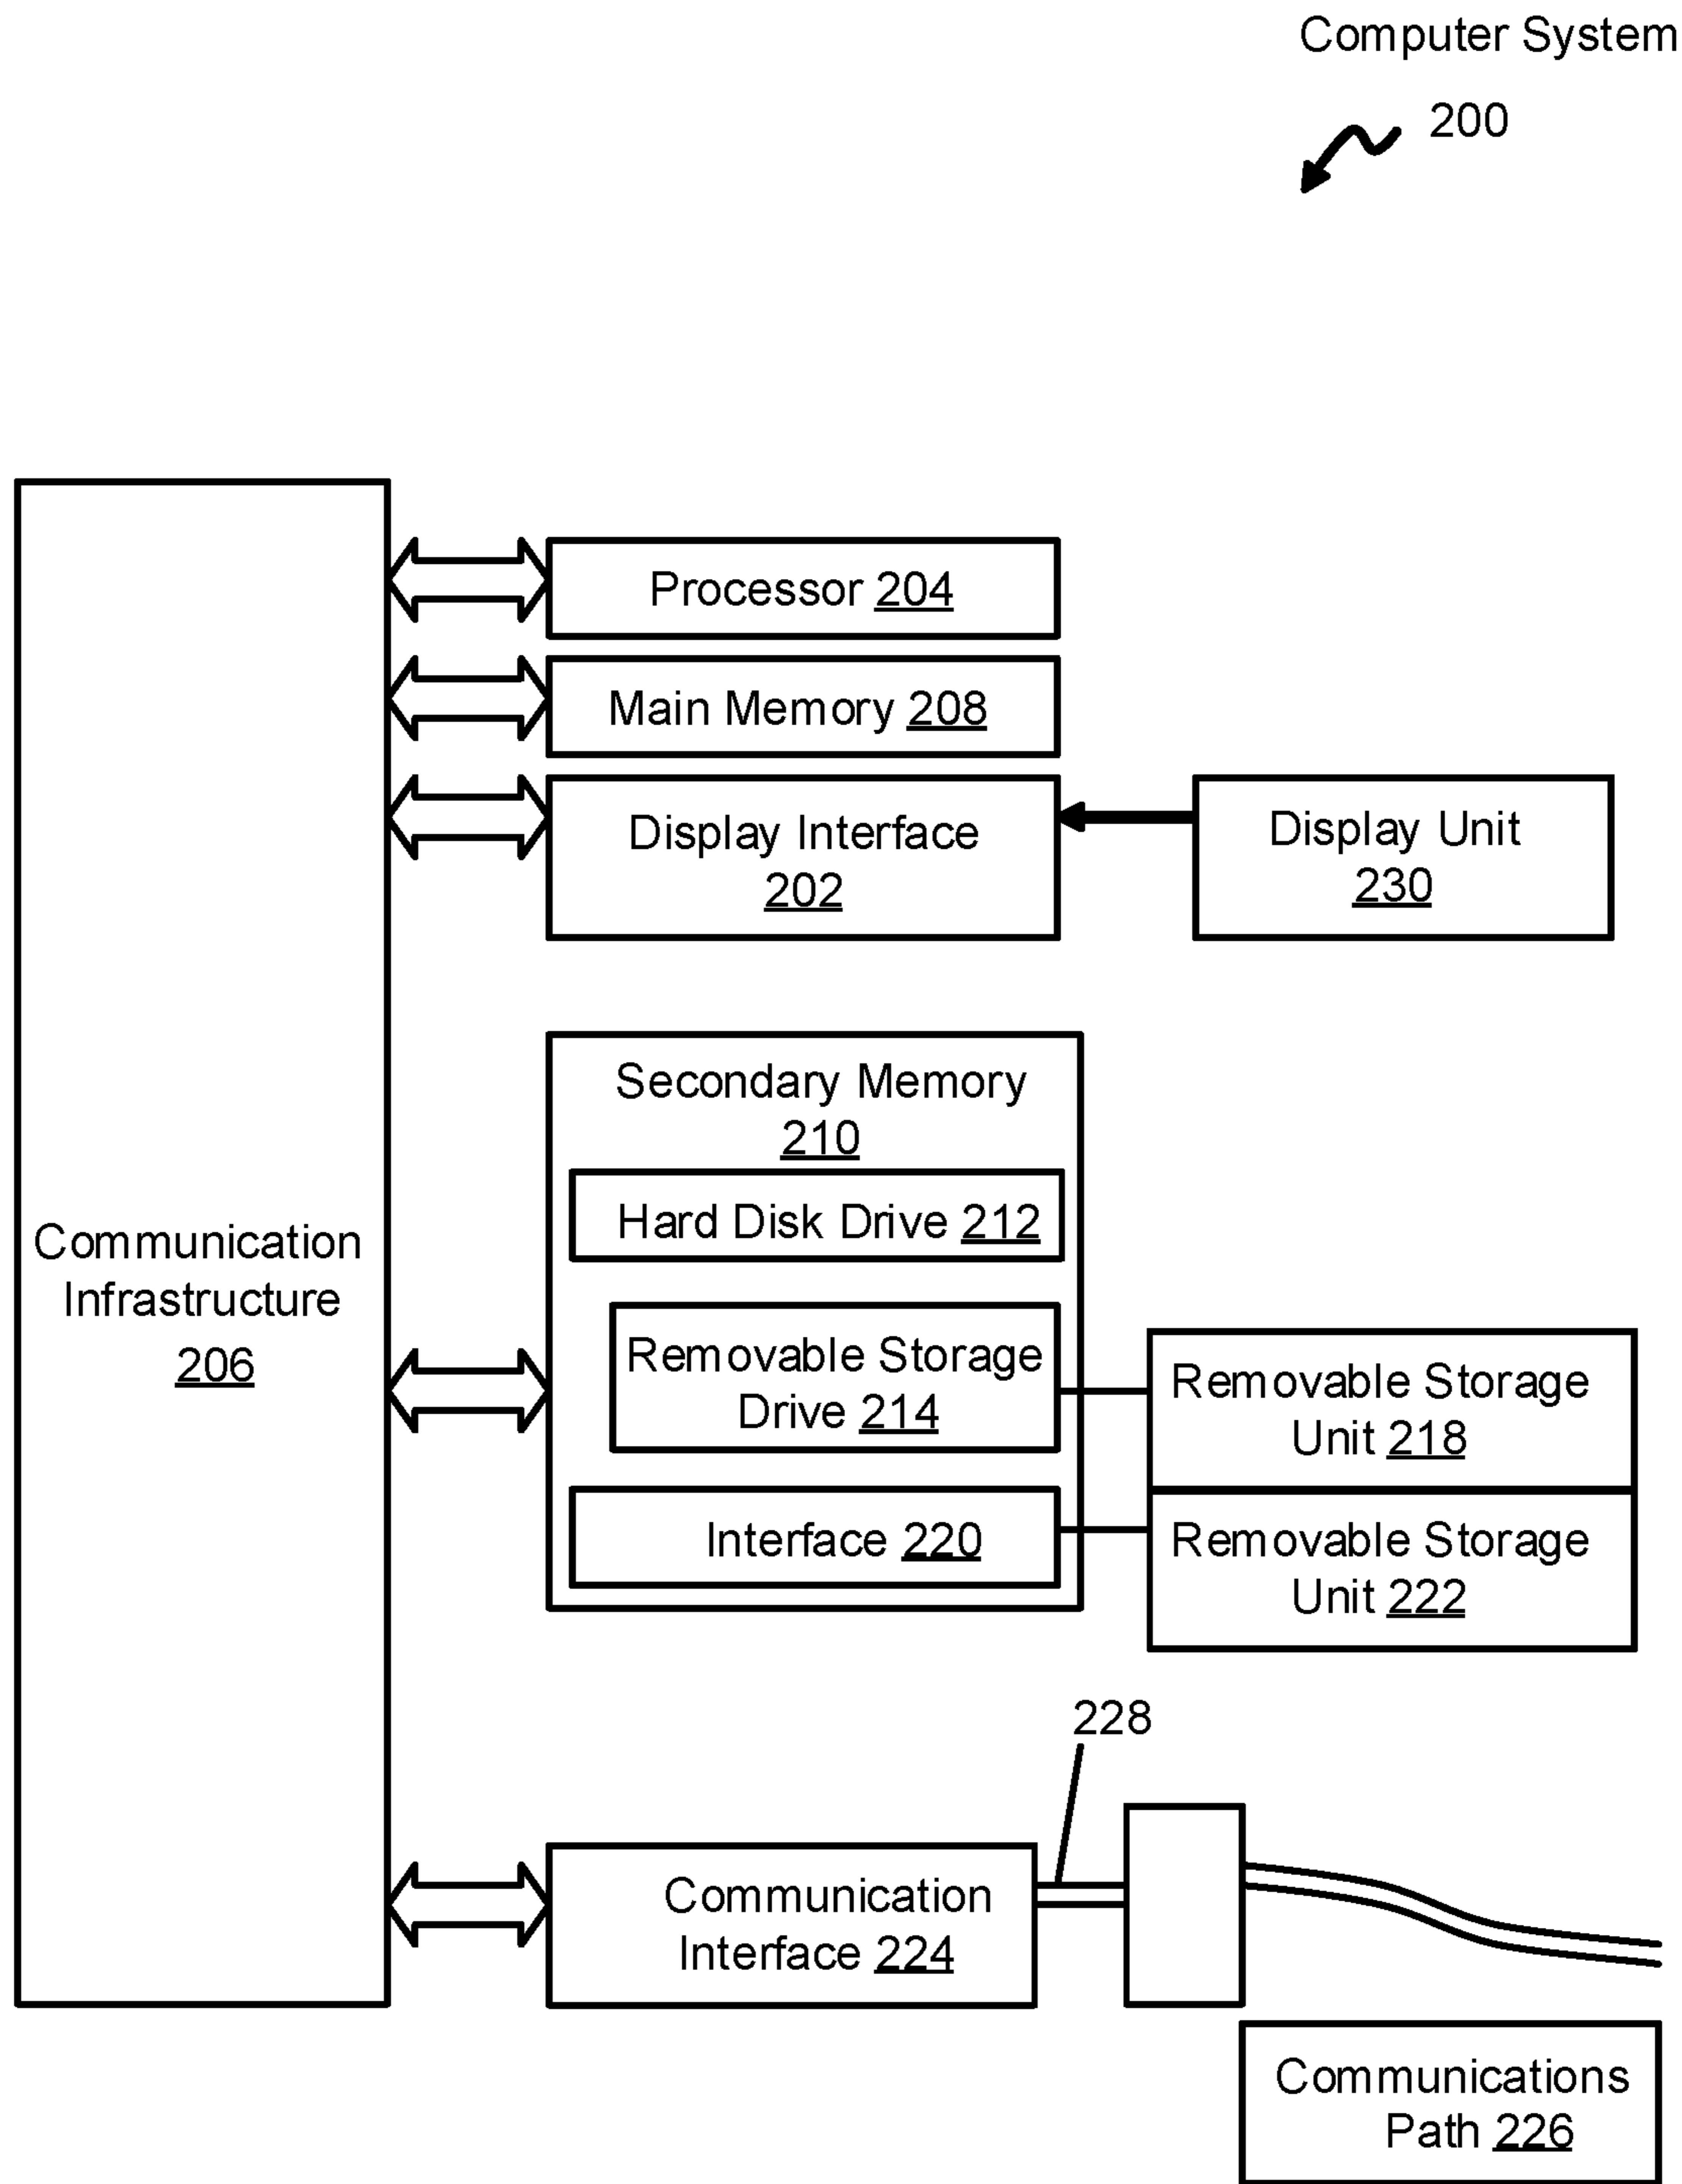 Computer System
200
Processor 204
Main Memory 208
Display Interface
202
Display Unit
230
Secondary Memory
210
Hard Disk Drive 212
Communication
Infrastructure
206
Removable Storage
Drive 214
Removable Storage
Unit 218
Interface 220
Removable Storage
Unit 222
228
Communication
Interface 224
Communications
Path 226